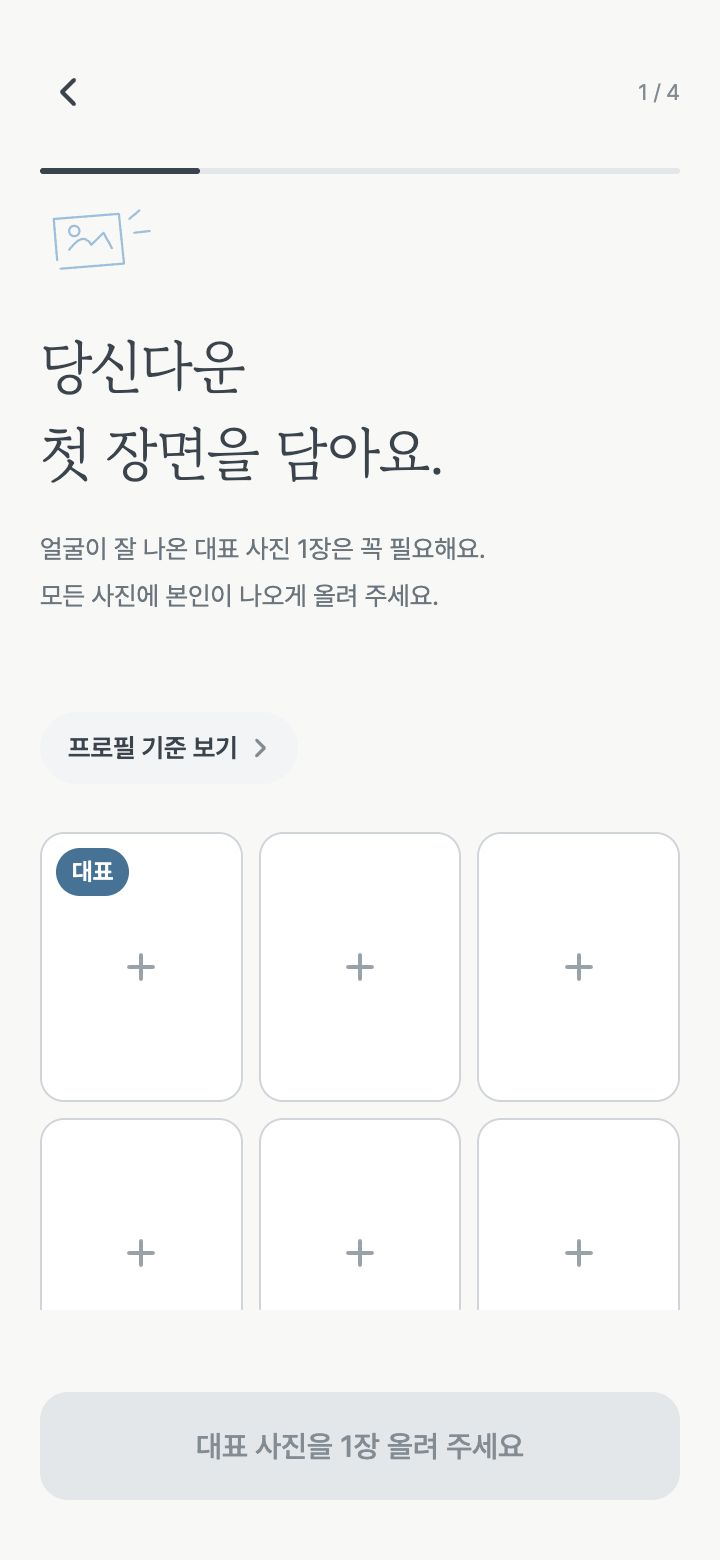 1 / 4
당신다운
첫 장면을 담아요.
얼굴이 잘 나온 대표 사진 1장은 꼭 필요해요.
모든 사진에 본인이 나오게 올려 주세요.
프로필 기준 보기
대표
대표 사진을 1장 올려 주세요